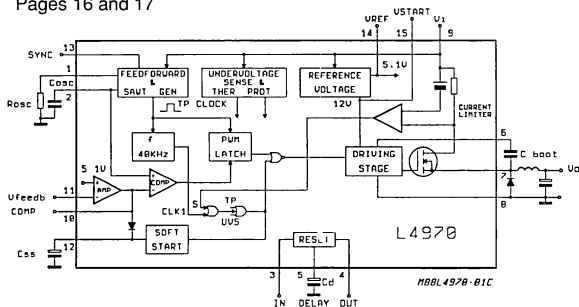 Pages 16 and 17
VREF VSTART Vi
14 15 9
SYNC 13
1
Cosc
2
Rosc
FEEDFORWARD
& SAWT GEN
UNDERVOLTAGE
SENSE &
THER PROT
REFERENCE
VOLTAGE
5.1V
12V
TP CLOCK
CURRENT
LIMITER
f
40KHz
PWM
LATCH
DRIVING
STAGE
6
C boot
7
Vo
8
5.1V
AMP
COMP
Vfeedb 11
COMP
10
S
TP
CLK1
UVS
L4970
12
Css
SOFT
START
RESLI
3 5 4
Cd
IN DELAY OUT
M88L4970-01C